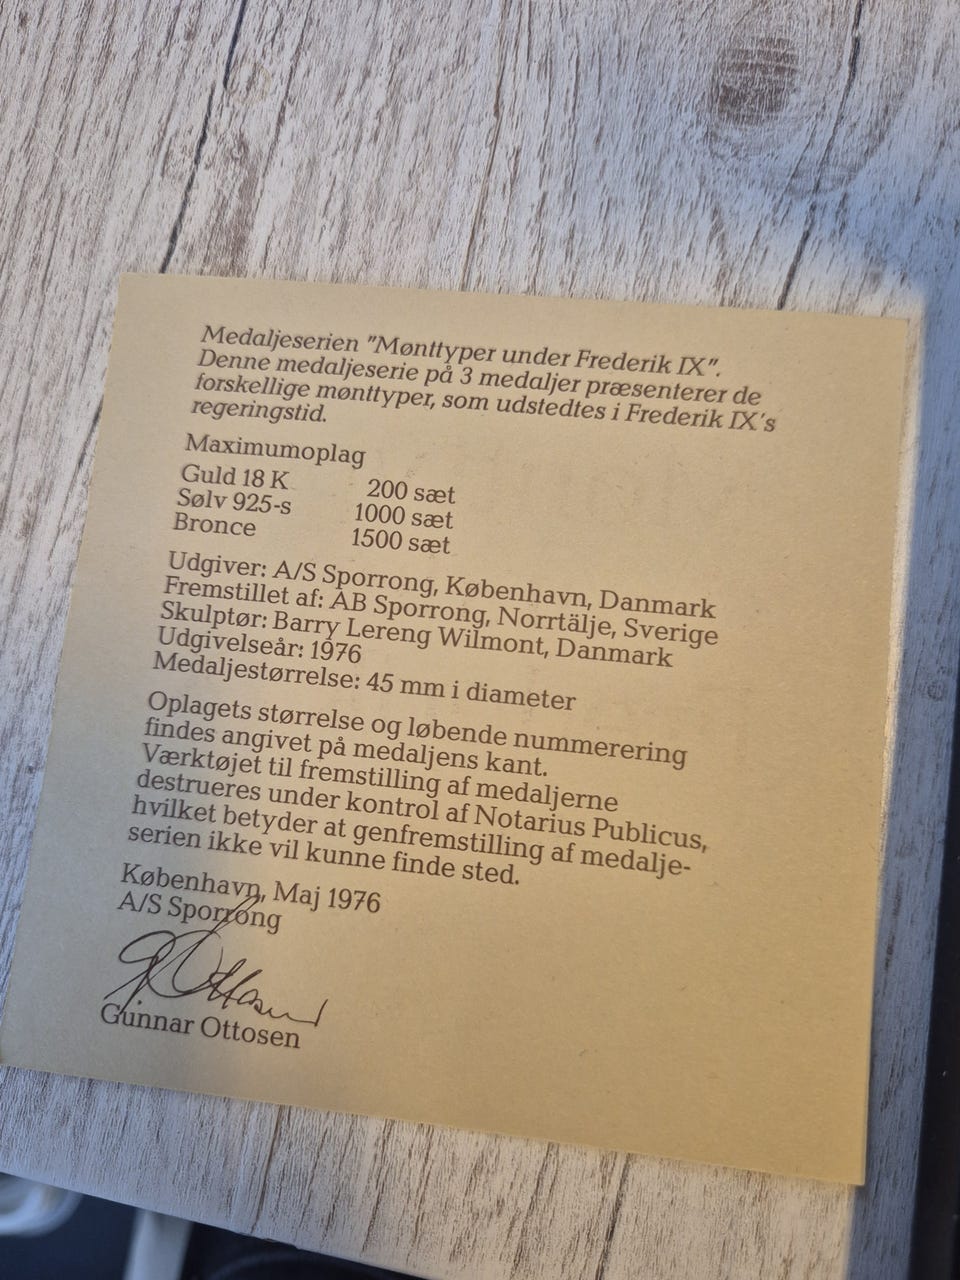 Medaljeserien "Mønttyper under Frederik IX".
Denne medaljeserie på 3 medaljer præsenterer de
forskellige mønttyper, som udstedtes i Frederik IX's
regeringstid.
Maximumoplag
Guld 18 K 200 sæt
Sølv 925-s 1000 sæt
Bronce 1500 sæt
Udgiver: A/S Sporrong, København, Danmark
Fremstillet af: AB Sporrong, Norrtälje, Sverige
Skulptør: Barry Lereng Wilmont, Danmark
Udgivelseår: 1976
Medaljestørrelse: 45 mm i diameter
Oplagets størrelse og løbende nummerering
findes angivet på medaljens kant.
Værktøjet til fremstilling af medaljerne
destrueres under kontrol af Notarius Publicus,
hvilket betyder at genfremstilling af medalje-
serien ikke vil kunne finde sted.
København, Maj 1976
A/S Sporrong
G. Ottosen
Gunnar Ottosen